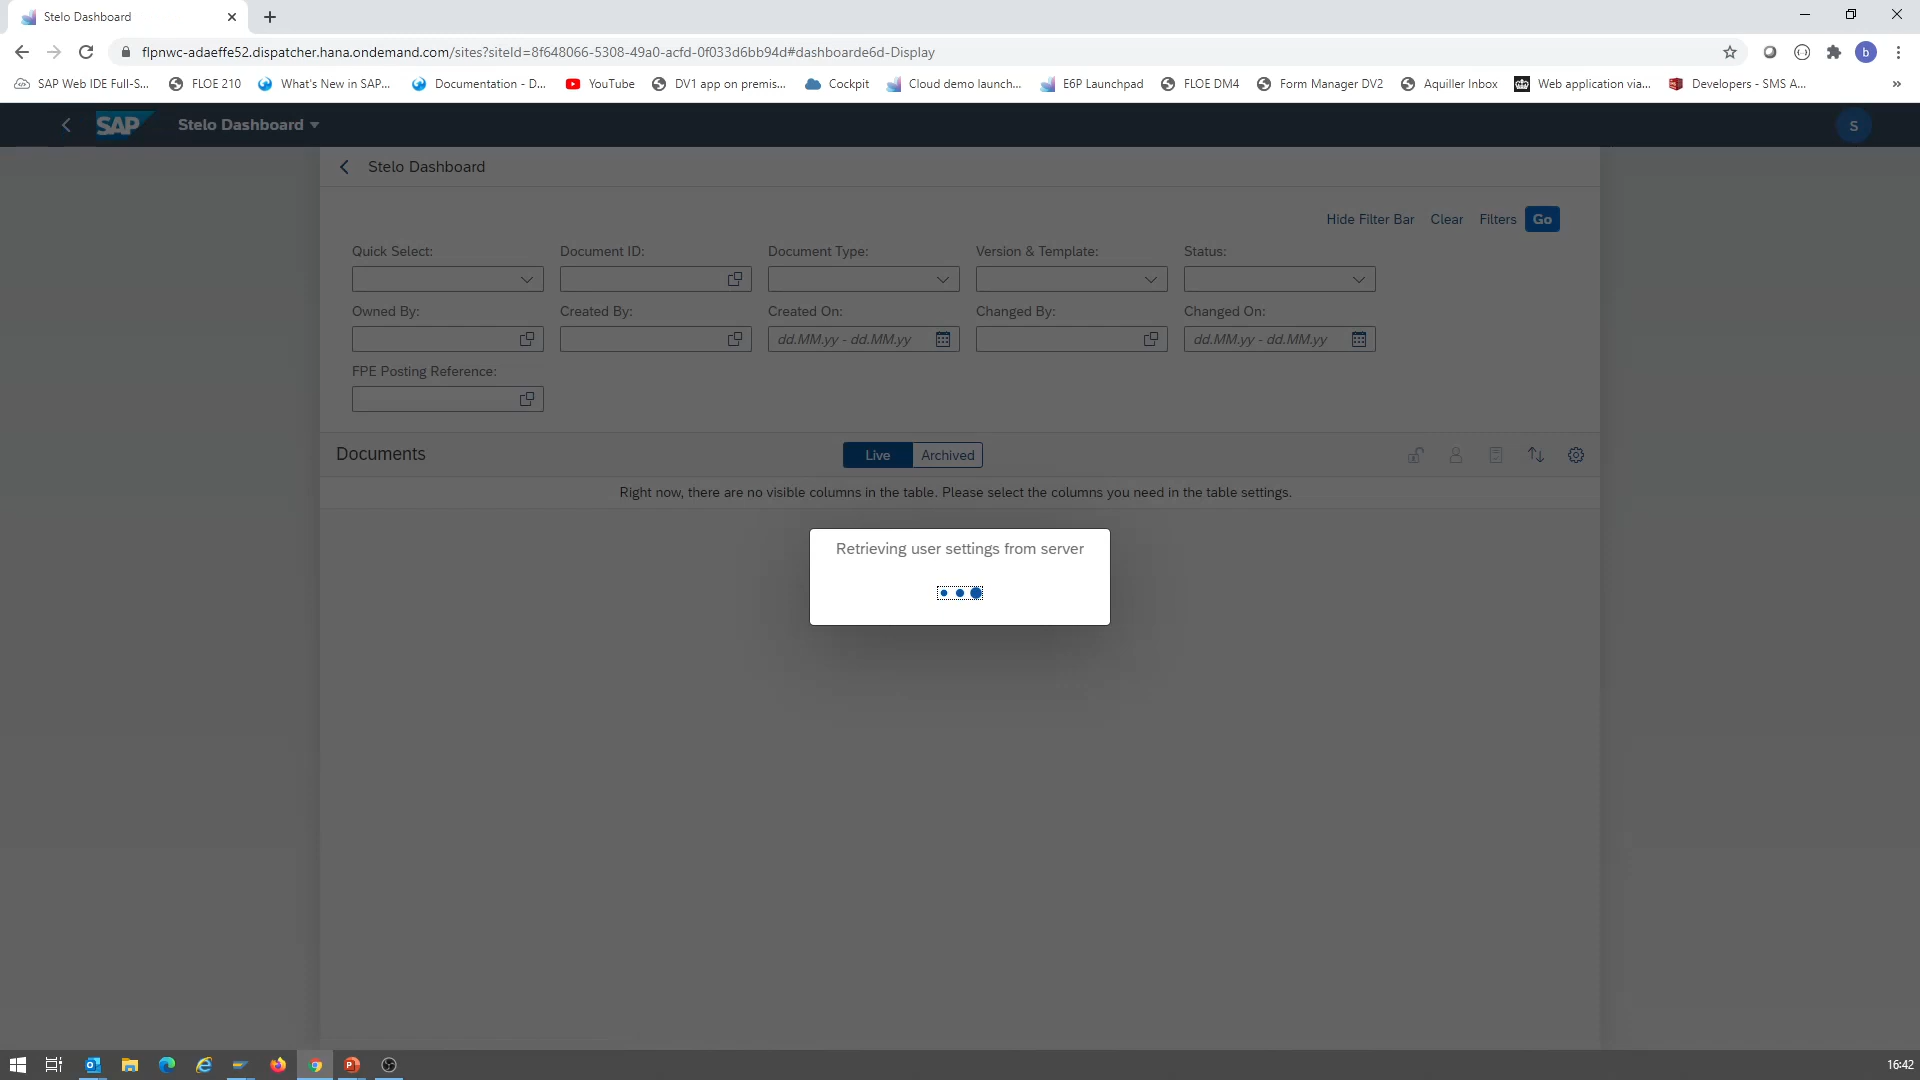 Stelo Dashboard
flpnwc-adaeffe52.dispatcher.hana.ondemand.com/sites?siteId=8f648066-5308-49a0-acfd-0f033d6bb94d#dashboarde6d-Display
b
SAP Web IDE Full-S... FLOE 210 What's New in SAP... Documentation - D... YouTube DV1 app on premis... Cockpit Cloud demo launch... E6P Launchpad FLOE DM4 Form Manager DV2 Aquiller Inbox Web application via... Developers - SMS A... »
SAP Stelo Dashboard S
Stelo Dashboard
Hide Filter Bar Clear Filters Go
Quick Select: Document ID: Document Type: Version & Template: Status:
Owned By: Created By: Created On: Changed By: Changed On:
dd.MM.yy - dd.MM.yy dd.MM.yy - dd.MM.yy
FPE Posting Reference:
Documents Live Archived
Right now, there are no visible columns in the table. Please select the columns you need in the table settings.
Retrieving user settings from server
16:42